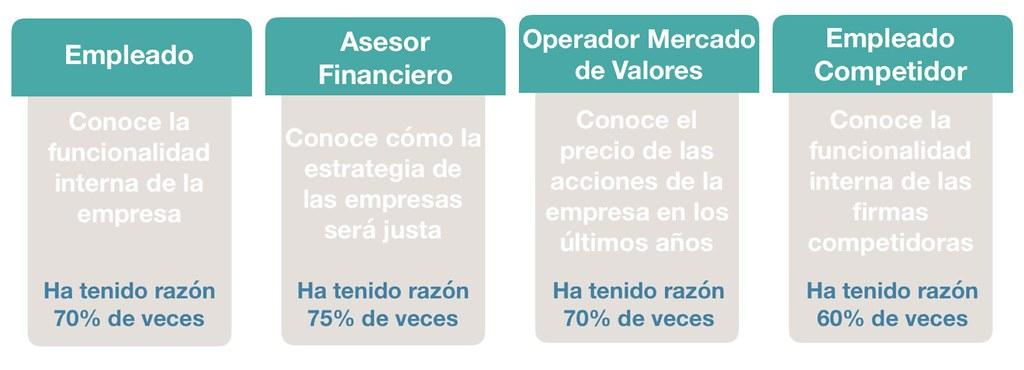 Empleado
Conoce la
funcionalidad
interna de la
empresa
Ha tenido razón
70% de veces
Asesor
Financiero
Conoce cómo la
estrategia de
las empresas
será justa
Ha tenido razón
75% de veces
Operador Mercado
de Valores
Conoce el
precio de las
acciones de la
empresa en los
últimos años
Ha tenido razón
70% de veces
Empleado
Competidor
Conoce la
funcionalidad
interna de las
firmas
competidoras
Ha tenido razón
60% de veces